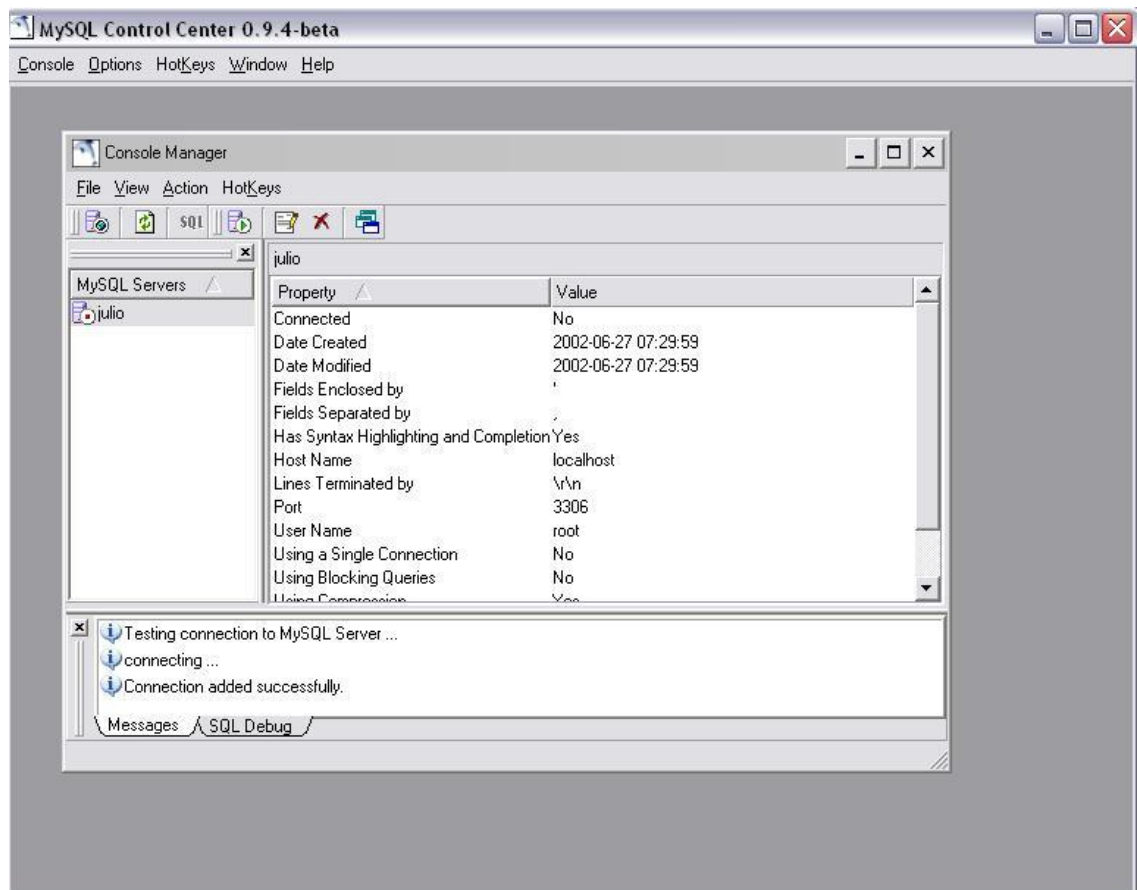 MySQL Control Center 0.9.4-beta
Console Options HotKeys Window Help
Console Manager
File View Action HotKeys
SQL
julio
MySQL Servers
julio
Property Value
Connected No
Date Created 2002-06-27 07:29:59
Date Modified 2002-06-27 07:29:59
Fields Enclosed by '
Fields Separated by ,
Has Syntax Highlighting and Completion Yes
Host Name localhost
Lines Terminated by \r\n
Port 3306
User Name root
Using a Single Connection No
Using Blocking Queries No
Using Compression Yes
Testing connection to MySQL Server ...
connecting ...
Connection added successfully.
Messages SQL Debug